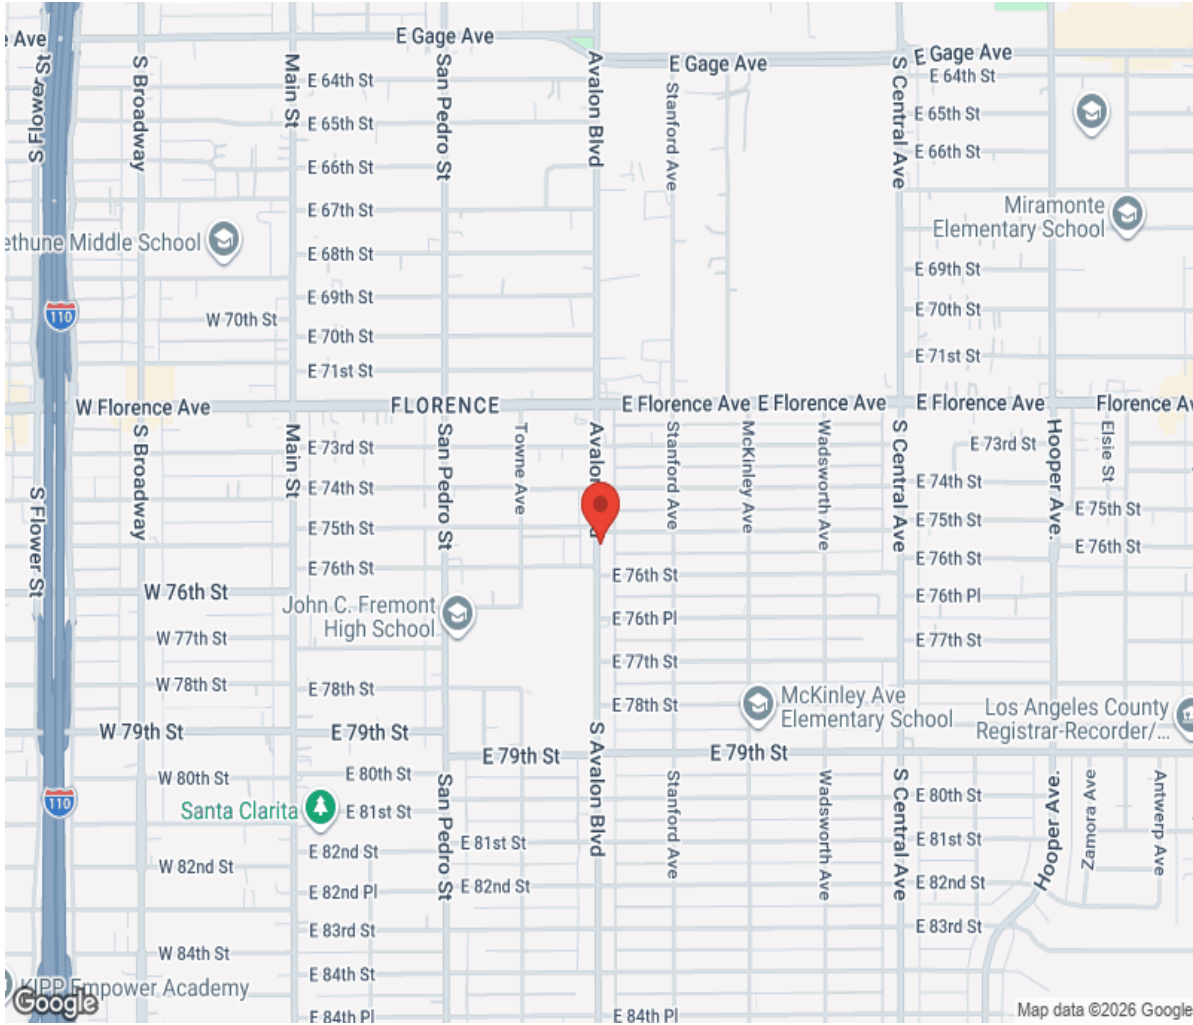 e Ave
E Gage Ave
E Gage Ave
E Gage Ave
S Flower St
S Broadway
Main St
San Pedro St
Avalon Blvd
Stanford Ave
S Central Ave
E 64th St
E 64th St
E 65th St
E 65th St
E 66th St
E 66th St
E 67th St
Miramonte
Elementary School
ethune Middle School
E 68th St
E 69th St
E 69th St
110
W 70th St
E 70th St
E 70th St
E 71st St
E 71st St
W Florence Ave
FLORENCE
E Florence Ave
E Florence Ave
E Florence Ave
Florence Av
S Broadway
Main St
San Pedro St
Towne Ave
Avalon
d
Stanford Ave
McKinley Ave
Wadsworth Ave
S Central Ave
Hooper Ave.
Elsie St
E 73rd St
E 73rd St
E 74th St
E 74th St
S Flower St
E 75th St
E 75th St
E 75th St
E 76th St
E 76th St
E 76th St
E 76th St
W 76th St
E 76th Pl
E 76th Pl
John C. Fremont
High School
W 77th St
E 77th St
E 77th St
W 78th St
E 78th St
E 78th St
McKinley Ave
Elementary School
Los Angeles County
Registrar-Recorder/...
W 79th St
E 79th St
E 79th St
E 79th St
S Avalon Blvd
W 80th St
E 80th St
E 80th St
San Pedro St
Stanford Ave
Wadsworth Ave
S Central Ave
Hooper Ave.
Zamora Ave
Antwerp Ave
110
Santa Clarita
E 81st St
E 81st St
E 81st St
W 82nd St
E 82nd St
E 82nd St
E 82nd St
E 82nd Pl
E 83rd St
E 83rd St
W 84th St
E 84th St
KIPP Empower Academy
E 84th Pl
E 84th Pl
Google
Map data ©2026 Google